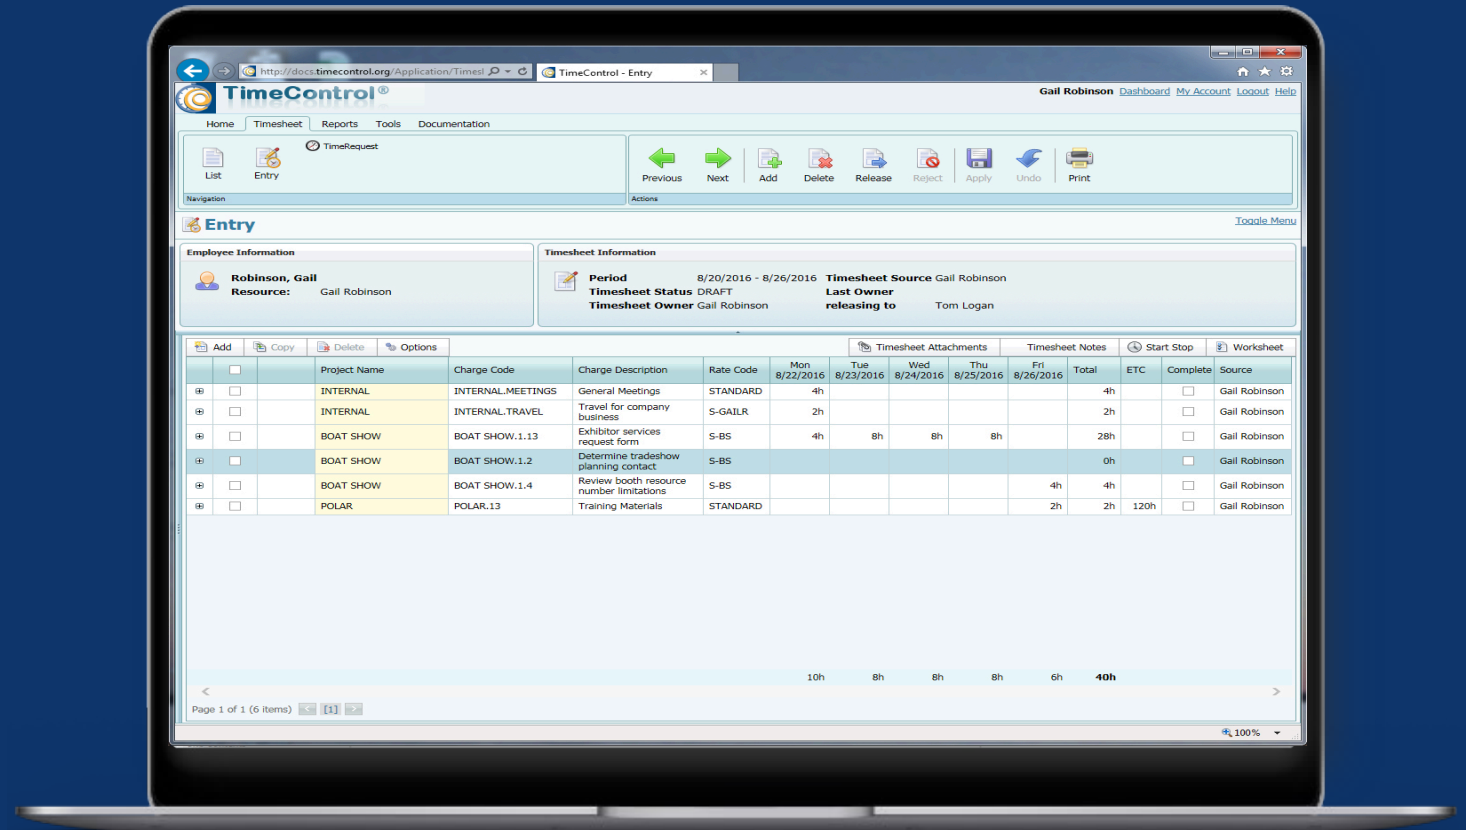 http://docs.timecontrol.org/Application/Timesl
TimeControl - Entry
TimeControl®
Gail Robinson Dashboard My Account Logout Help
Home Timesheet Reports Tools Documentation
TimeRequest
List Entry Previous Next Add Delete Release Reject Apply Undo Print
Navigation Actions
Entry Toggle Menu
Employee Information Timesheet Information
Robinson, Gail Period 8/20/2016 - 8/26/2016 Timesheet Source Gail Robinson
Resource: Gail Robinson Timesheet Status DRAFT Last Owner
Timesheet Owner Gail Robinson releasing to Tom Logan
Add Copy Delete Options Timesheet Attachments Timesheet Notes Start Stop Worksheet
Project Name Charge Code Charge Description Rate Code Mon 8/22/2016 Tue 8/23/2016 Wed 8/24/2016 Thu 8/25/2016 Fri 8/26/2016 Total ETC Complete Source
INTERNAL INTERNAL.MEETINGS General Meetings STANDARD 4h 4h Gail Robinson
INTERNAL INTERNAL.TRAVEL Travel for company business S-GAILR 2h 2h Gail Robinson
BOAT SHOW BOAT SHOW.1.13 Exhibitor services request form S-BS 4h 8h 8h 8h 28h Gail Robinson
BOAT SHOW BOAT SHOW.1.2 Determine tradeshow planning contact S-BS 0h Gail Robinson
BOAT SHOW BOAT SHOW.1.4 Review booth resource number limitations S-BS 4h 4h Gail Robinson
POLAR POLAR.13 Training Materials STANDARD 2h 2h 120h Gail Robinson
10h 8h 8h 8h 6h 40h
Page 1 of 1 (6 items) [1]
100%